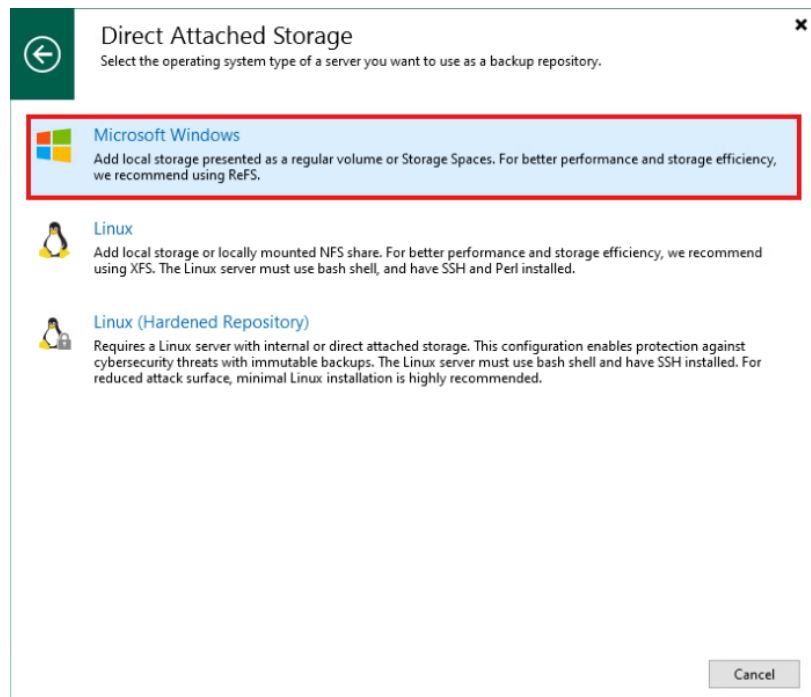 Direct Attached Storage
Select the operating system type of a server you want to use as a backup repository.
Microsoft Windows
Add local storage presented as a regular volume or Storage Spaces. For better performance and storage efficiency,
we recommend using ReFS.
Linux
Add local storage or locally mounted NFS share. For better performance and storage efficiency, we recommend
using XFS. The Linux server must use bash shell, and have SSH and Perl installed.
Linux (Hardened Repository)
Requires a Linux server with internal or direct attached storage. This configuration enables protection against
cybersecurity threats with immutable backups. The Linux server must use bash shell and have SSH installed. For
reduced attack surface, minimal Linux installation is highly recommended.
Cancel